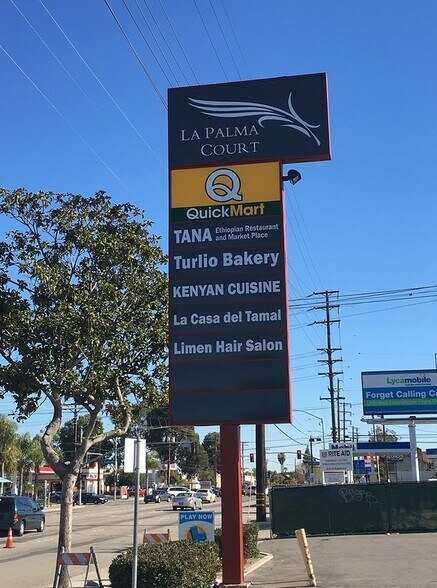 LA PALMA
COURT
Q
QuickMart
TANA Ethiopian Restaurant
and Market Place
Turlio Bakery
KENYAN CUISINE
La Casa del Tamal
Limen Hair Salon
Lycamobile
Forget Calling Ca
RITE AID
PLAY NOW